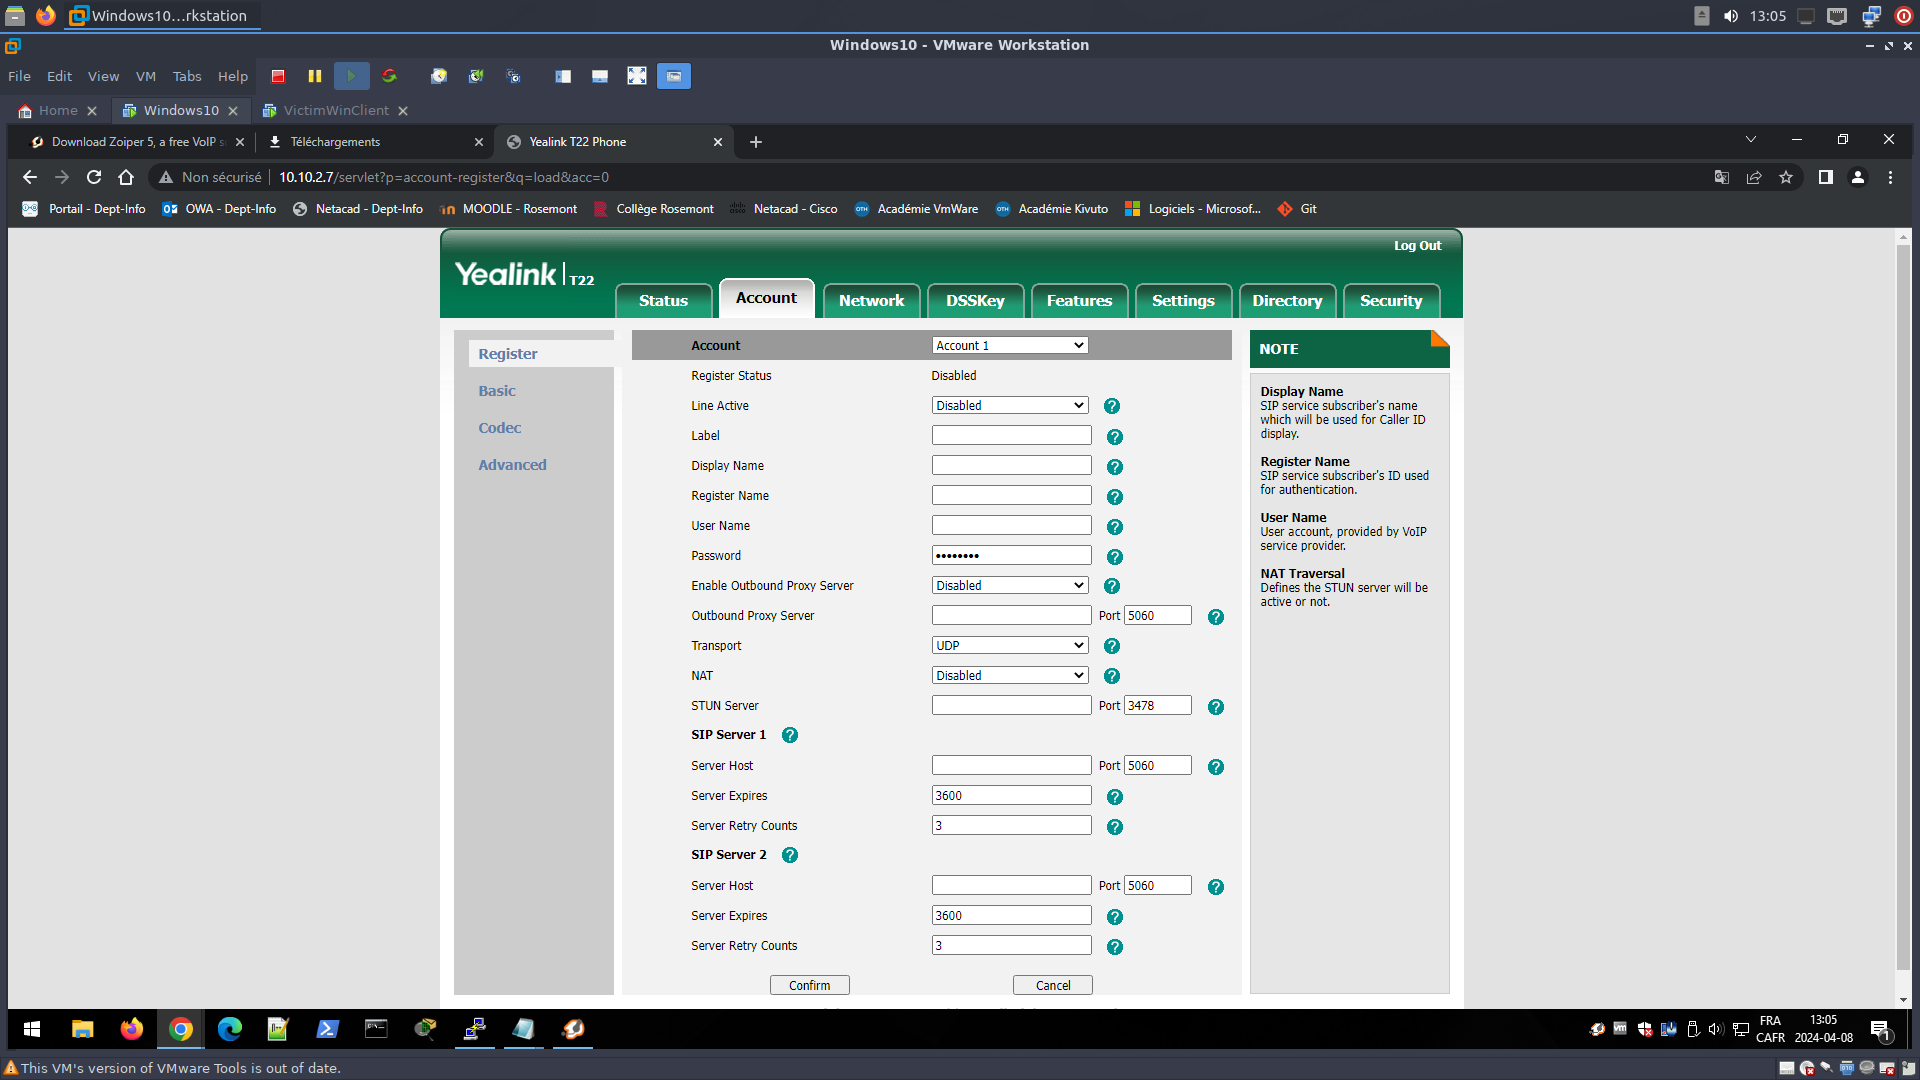 Windows10...rkstation
13:05
Windows10 - VMware Workstation
File Edit View VM Tabs Help
Home Windows10 VictimWinClient
Download Zoiper 5, a free VoIP s Téléchargements Yealink T22 Phone
Non sécurisé 10.10.2.7/servlet?p=account-register&q=load&acc=0
Portail - Dept-Info OWA - Dept-Info Netacad - Dept-Info MOODLE - Rosemont Collège Rosemont Netacad - Cisco Académie VmWare Académie Kivuto Logiciels - Microsof... Git
Log Out
Yealink T22
Status Account Network DSSKey Features Settings Directory Security
Register
Basic
Codec
Advanced
Account Account 1
Register Status Disabled
Line Active Disabled ?
Label ?
Display Name ?
Register Name ?
User Name ?
Password •••••••• ?
Enable Outbound Proxy Server Disabled ?
Outbound Proxy Server Port 5060 ?
Transport UDP ?
NAT Disabled ?
STUN Server Port 3478 ?
SIP Server 1 ?
Server Host Port 5060 ?
Server Expires 3600 ?
Server Retry Counts 3 ?
SIP Server 2 ?
Server Host Port 5060 ?
Server Expires 3600 ?
Server Retry Counts 3 ?
Confirm Cancel
NOTE
Display Name
SIP service subscriber's name
which will be used for Caller ID
display.
Register Name
SIP service subscriber's ID used
for authentication.
User Name
User account, provided by VoIP
service provider.
NAT Traversal
Defines the STUN server will be
active or not.
FRA
CAFR
13:05
2024-04-08
1
This VM's version of VMware Tools is out of date.